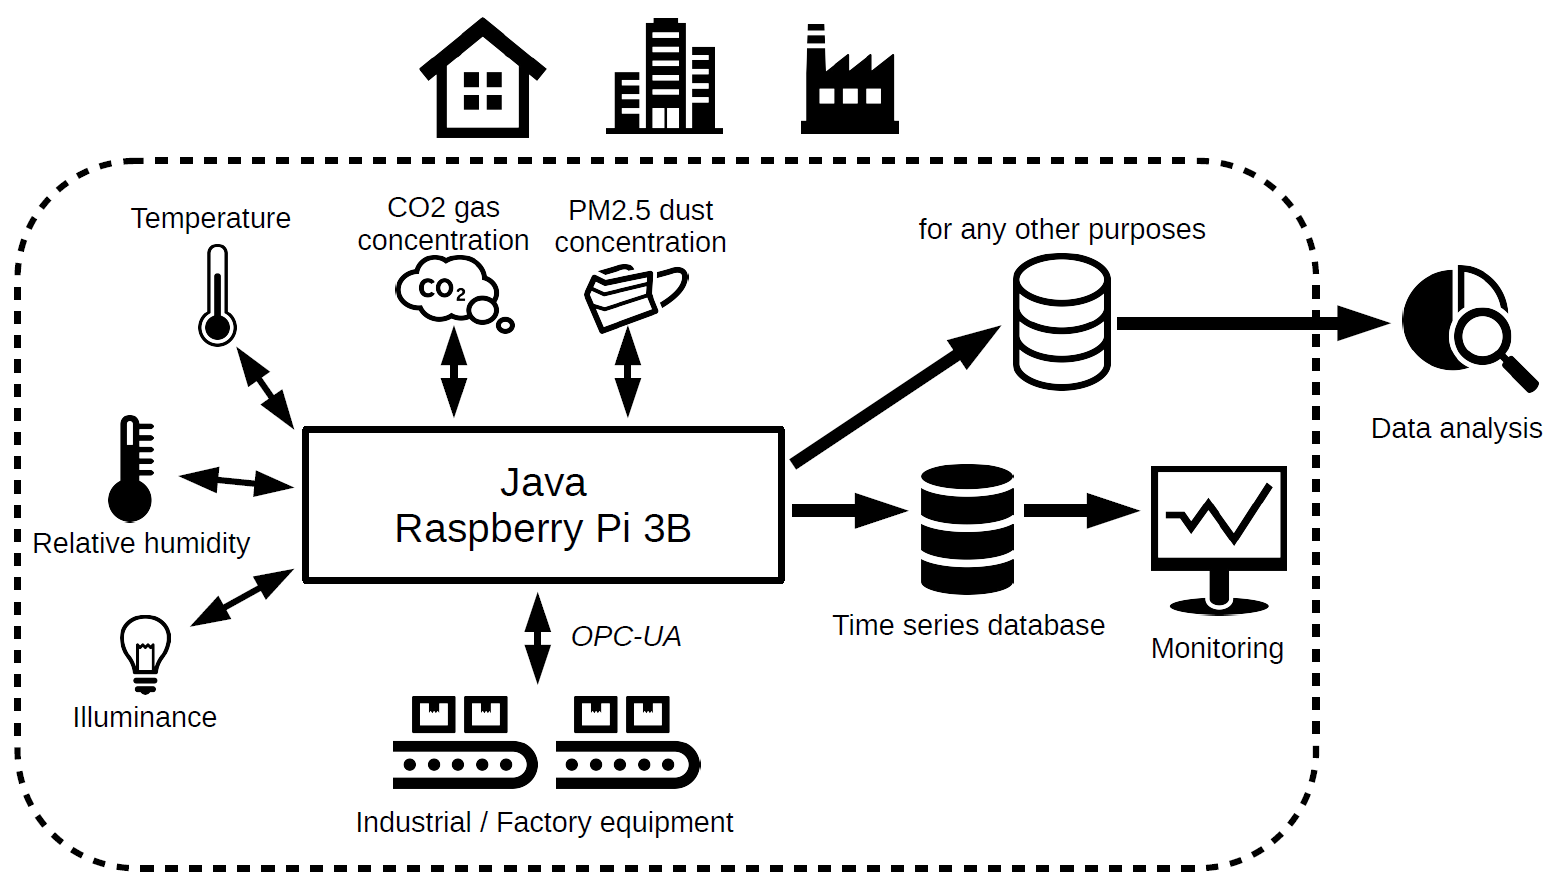 Temperature
CO2 gas
concentration
PM2.5 dust
concentration
for any other purposes
CO2
Data analysis
Java
Raspberry Pi 3B
Relative humidity
Time series database
OPC-UA
Monitoring
Illuminance
Industrial / Factory equipment